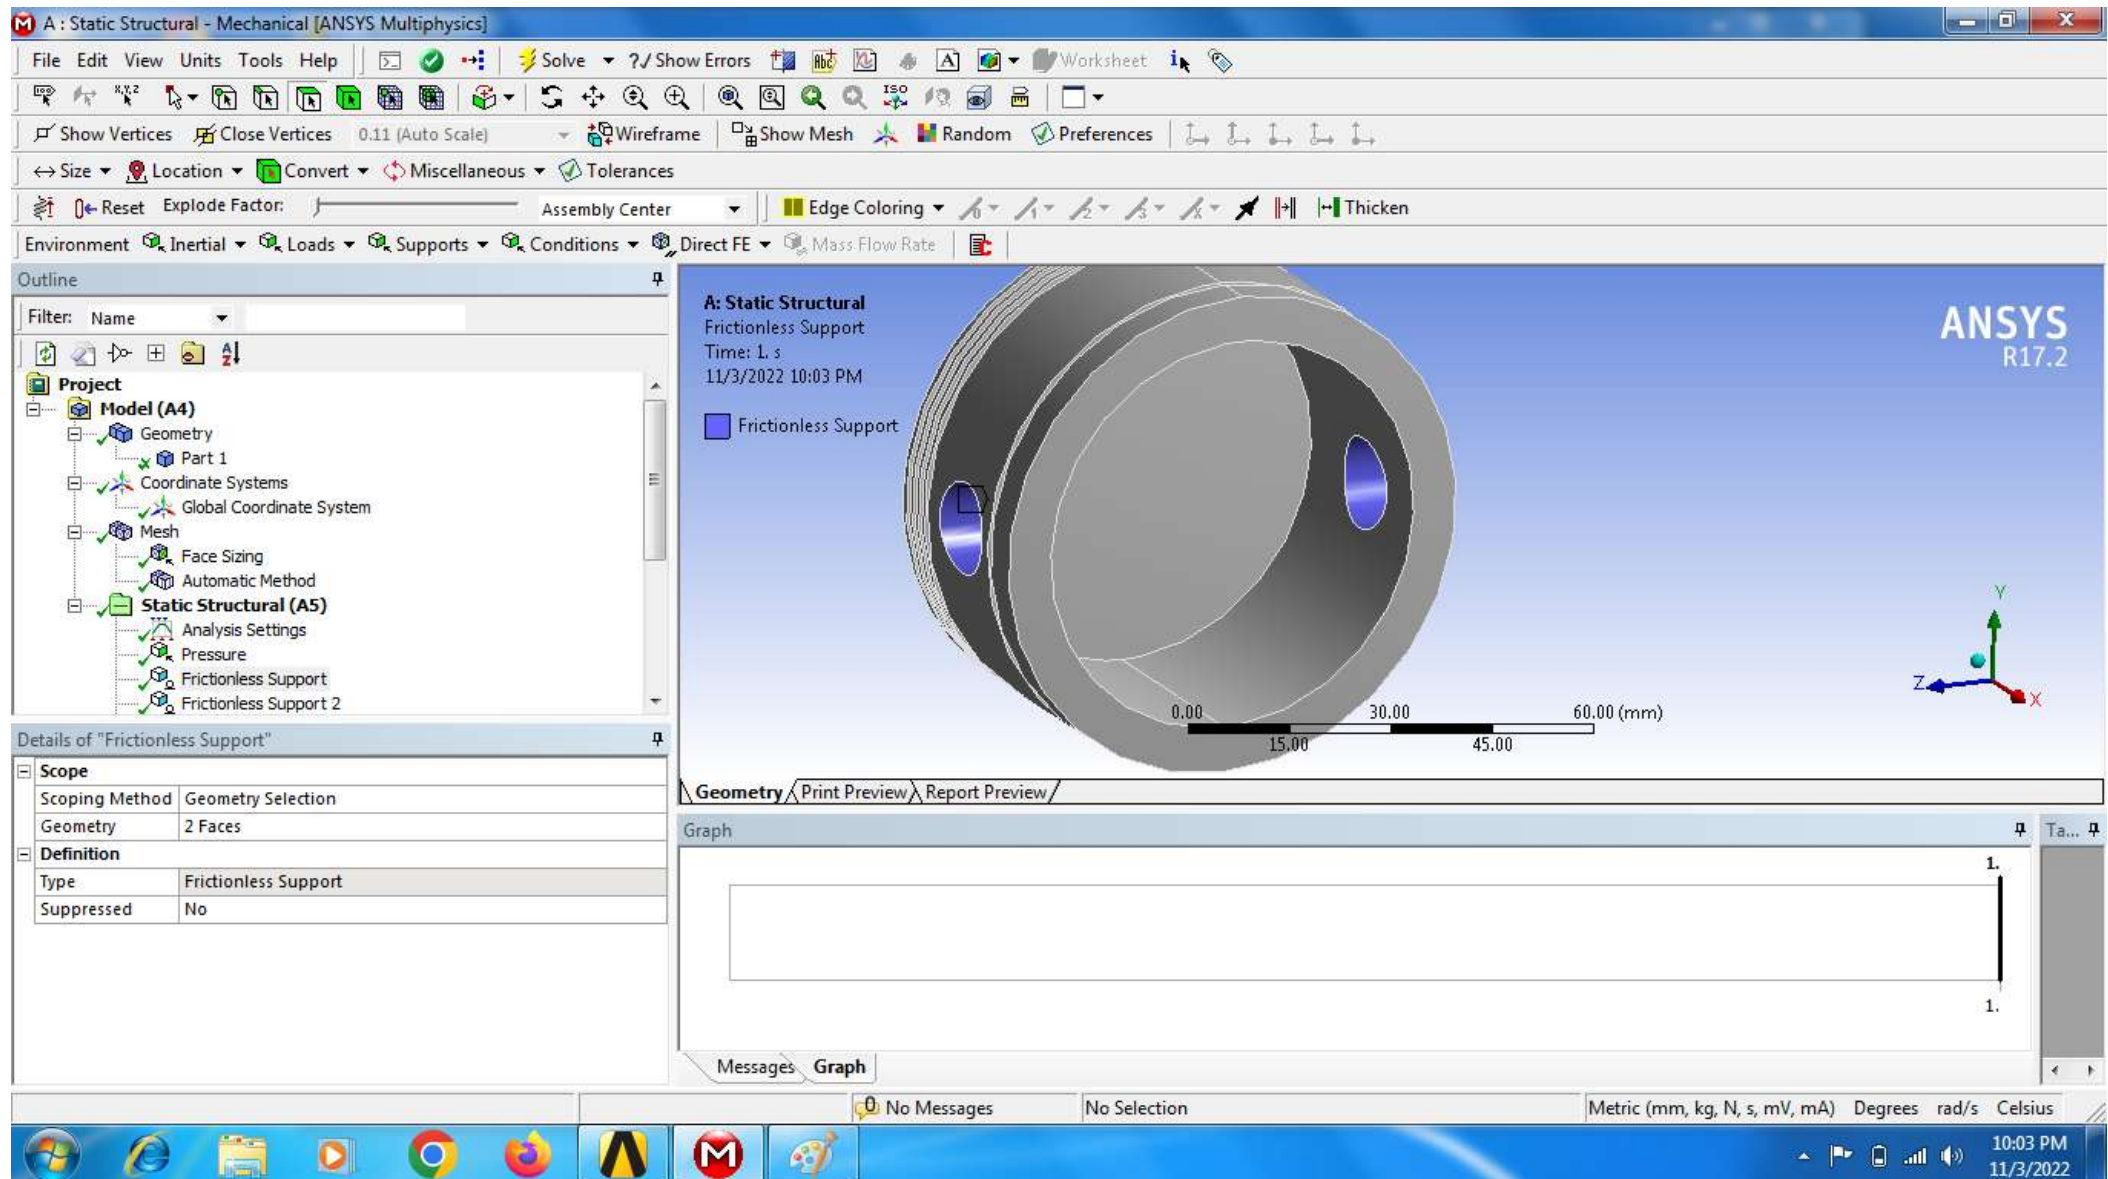 A : Static Structural - Mechanical [ANSYS Multiphysics]
File Edit View Units Tools Help Solve ?/ Show Errors Worksheet
Show Vertices Close Vertices 0.11 (Auto Scale) Wireframe Show Mesh Random Preferences
Size Location Convert Miscellaneous Tolerances
Reset Explode Factor: Assembly Center Edge Coloring Thicken
Environment Inertial Loads Supports Conditions Direct FE Mass Flow Rate
Outline
Filter: Name
Project
Model (A4)
Geometry
Part 1
Coordinate Systems
Global Coordinate System
Mesh
Face Sizing
Automatic Method
Static Structural (A5)
Analysis Settings
Pressure
Frictionless Support
Frictionless Support 2
Details of "Frictionless Support"
Scope
Scoping Method Geometry Selection
Geometry 2 Faces
Definition
Type Frictionless Support
Suppressed No
A: Static Structural
Frictionless Support
Time: 1. s
11/3/2022 10:03 PM
Frictionless Support
ANSYS
R17.2
Y
Z
X
0.00 30.00 60.00 (mm)
15.00 45.00
Geometry Print Preview Report Preview
Graph
Ta...
1.
1.
Messages Graph
0 No Messages No Selection Metric (mm, kg, N, s, mV, mA) Degrees rad/s Celsius
10:03 PM
11/3/2022